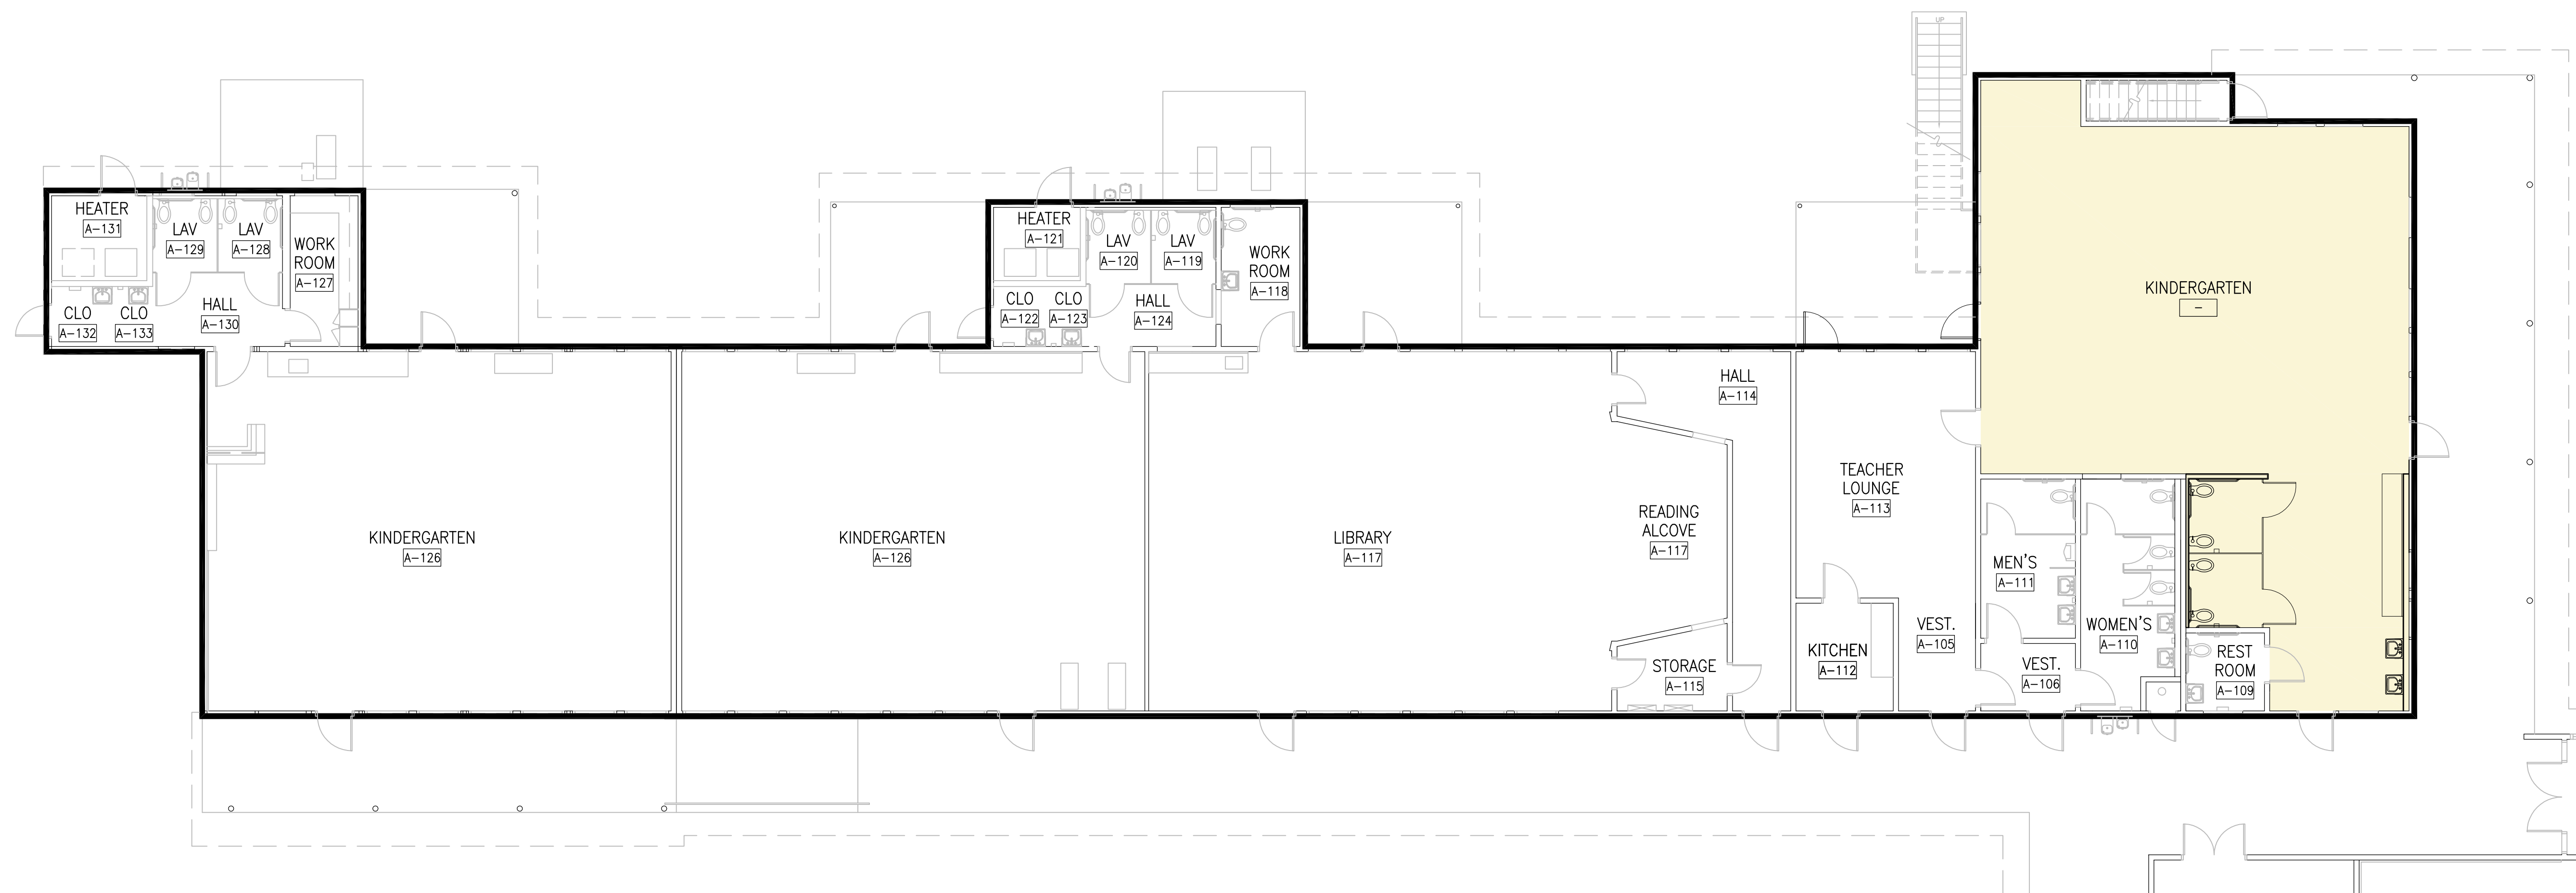 UP
HEATER
A-131
LAV
A-129
LAV
A-128
WORK
ROOM
A-127
CLO
A-132
CLO
A-133
HALL
A-130
HEATER
A-121
LAV
A-120
LAV
A-119
WORK
ROOM
A-118
CLO
A-122
CLO
A-123
HALL
A-124
KINDERGARTEN
-
HALL
A-114
TEACHER
LOUNGE
A-113
READING
ALCOVE
A-117
KINDERGARTEN
A-126
KINDERGARTEN
A-126
LIBRARY
A-117
MEN'S
A-111
WOMEN'S
A-110
VEST.
A-105
KITCHEN
A-112
STORAGE
A-115
VEST.
A-106
REST
ROOM
A-109